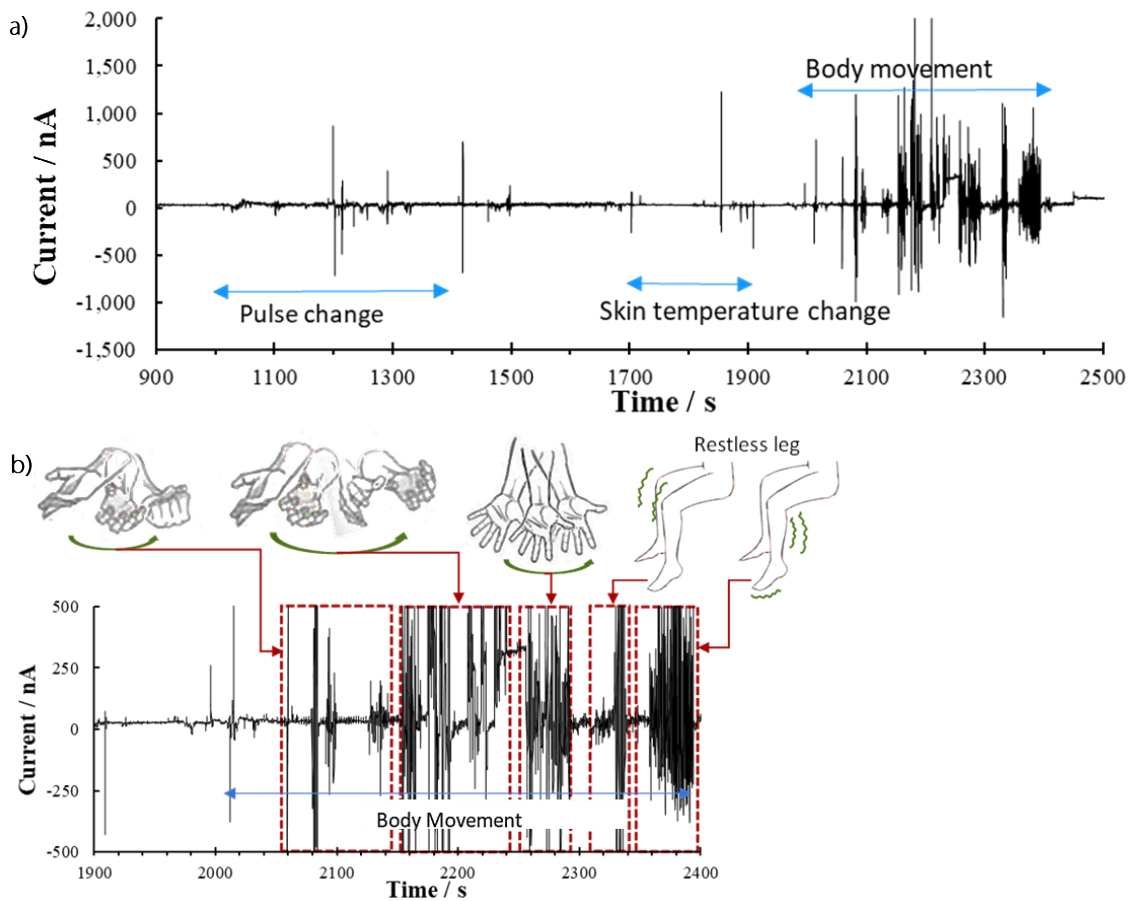 a)
2,000
1,500
1,000
500
0
-500
-1,000
-1,500
Current / nA
Body movement
Pulse change
Skin temperature change
900 1100 1300 1500 1700 1900 2100 2300 2500
Time / s
b)
Restless leg
500
250
0
-250
-500
Current / nA
Body Movement
1900 2000 2100 2200 2300 2400
Time / s